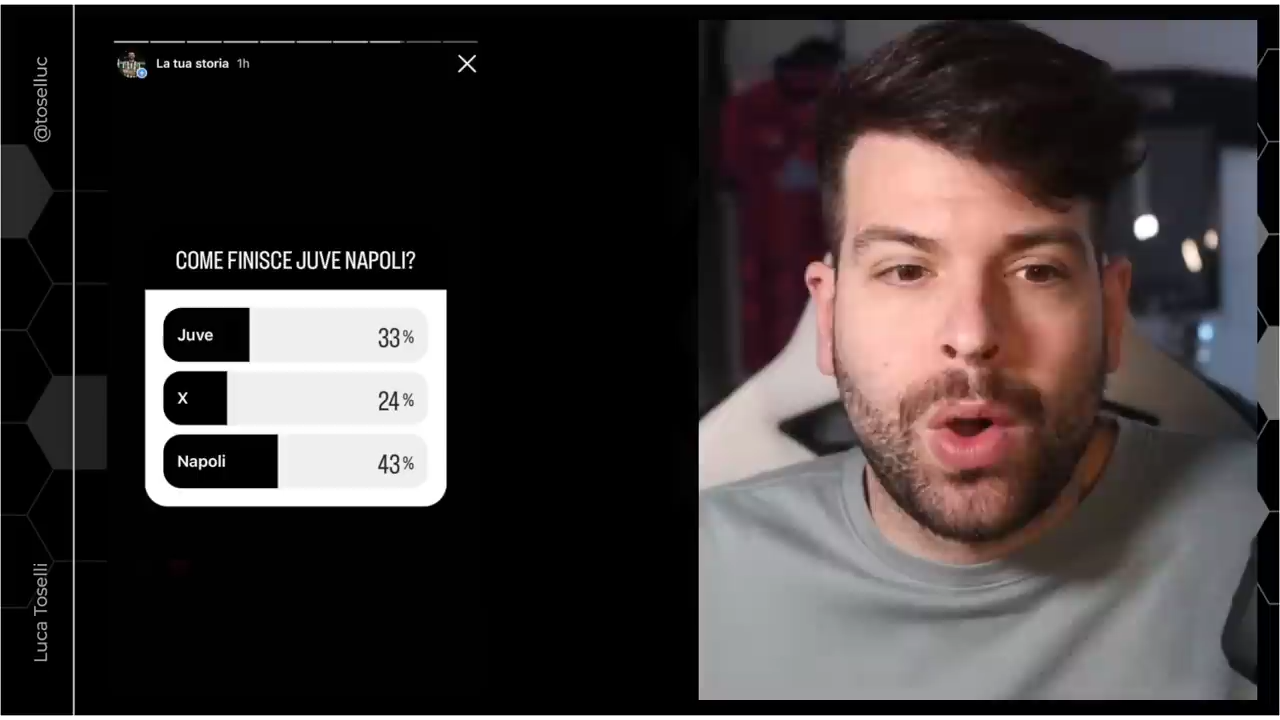 @toselluc
Luca Toselli
La tua storia 1h
COME FINISCE JUVE NAPOLI?
Juve 33%
X 24%
Napoli 43%